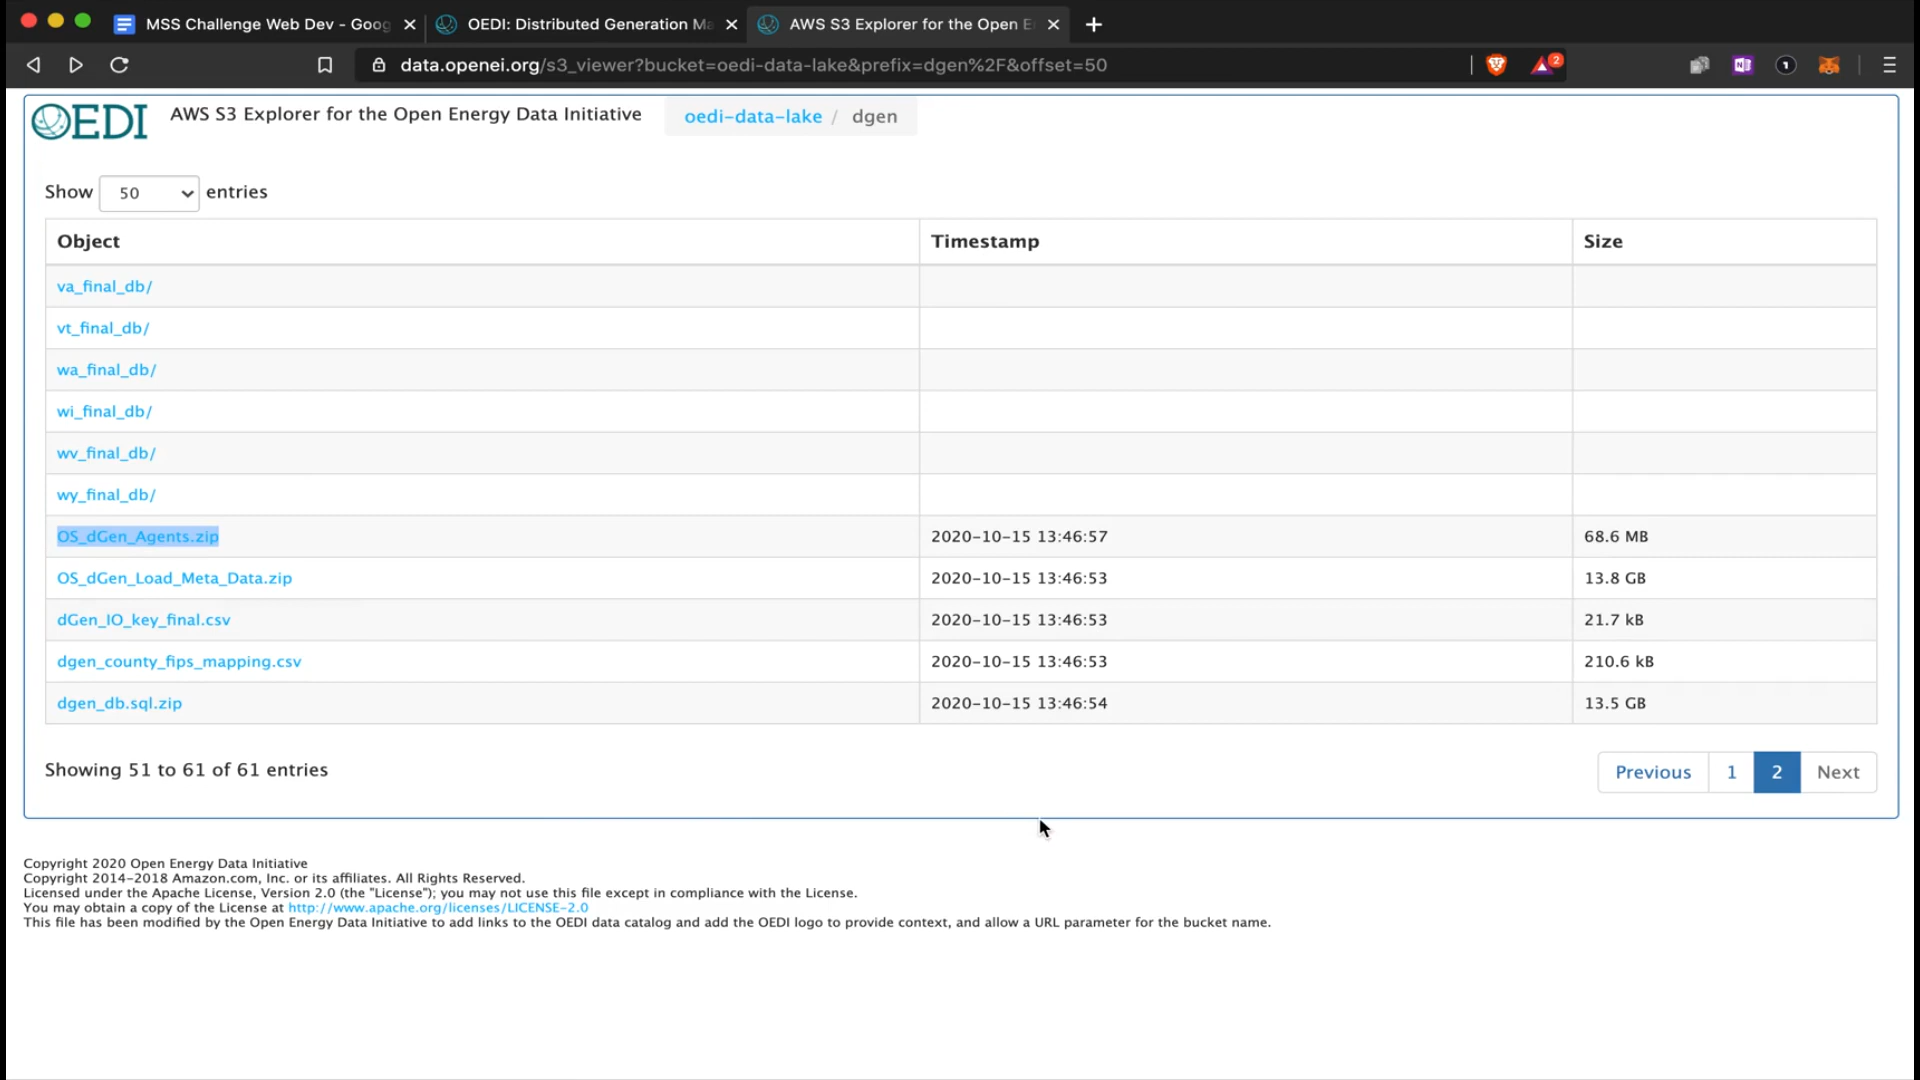 MSS Challenge Web Dev - Goog
OEDI: Distributed Generation Ma
AWS S3 Explorer for the Open E
data.openei.org/s3_viewer?bucket=oedi-data-lake&prefix=dgen%2F&offset=50
2
OEDI
AWS S3 Explorer for the Open Energy Data Initiative
oedi-data-lake / dgen
Show 50 entries
Object Timestamp Size
va_final_db/
vt_final_db/
wa_final_db/
wi_final_db/
wv_final_db/
wy_final_db/
OS_dGen_Agents.zip 2020-10-15 13:46:57 68.6 MB
OS_dGen_Load_Meta_Data.zip 2020-10-15 13:46:53 13.8 GB
dGen_IO_key_final.csv 2020-10-15 13:46:53 21.7 kB
dgen_county_fips_mapping.csv 2020-10-15 13:46:53 210.6 kB
dgen_db.sql.zip 2020-10-15 13:46:54 13.5 GB
Showing 51 to 61 of 61 entries
Previous 1 2 Next
Copyright 2020 Open Energy Data Initiative
Copyright 2014-2018 Amazon.com, Inc. or its affiliates. All Rights Reserved.
Licensed under the Apache License, Version 2.0 (the "License"); you may not use this file except in compliance with the License.
You may obtain a copy of the License at http://www.apache.org/licenses/LICENSE-2.0
This file has been modified by the Open Energy Data Initiative to add links to the OEDI data catalog and add the OEDI logo to provide context, and allow a URL parameter for the bucket name.